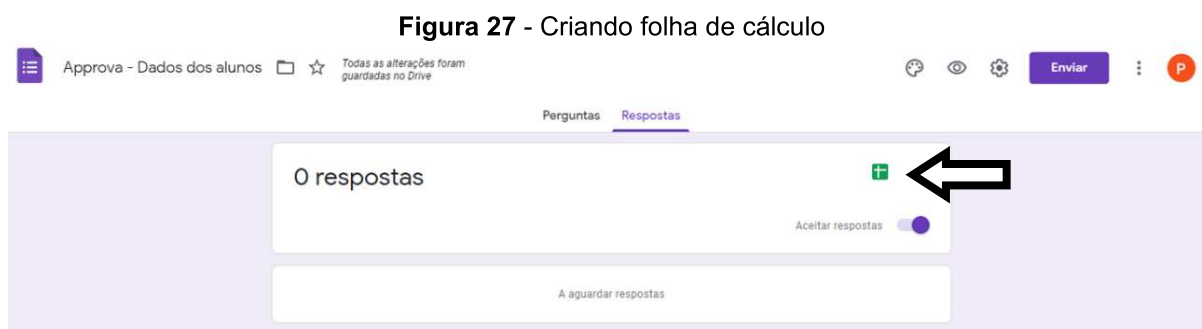 Figura 27 - Criando folha de cálculo
Approva - Dados dos alunos
Todas as alterações foram
guardadas no Drive
Enviar
P
Perguntas Respostas
0 respostas
Aceitar respostas
A aguardar respostas